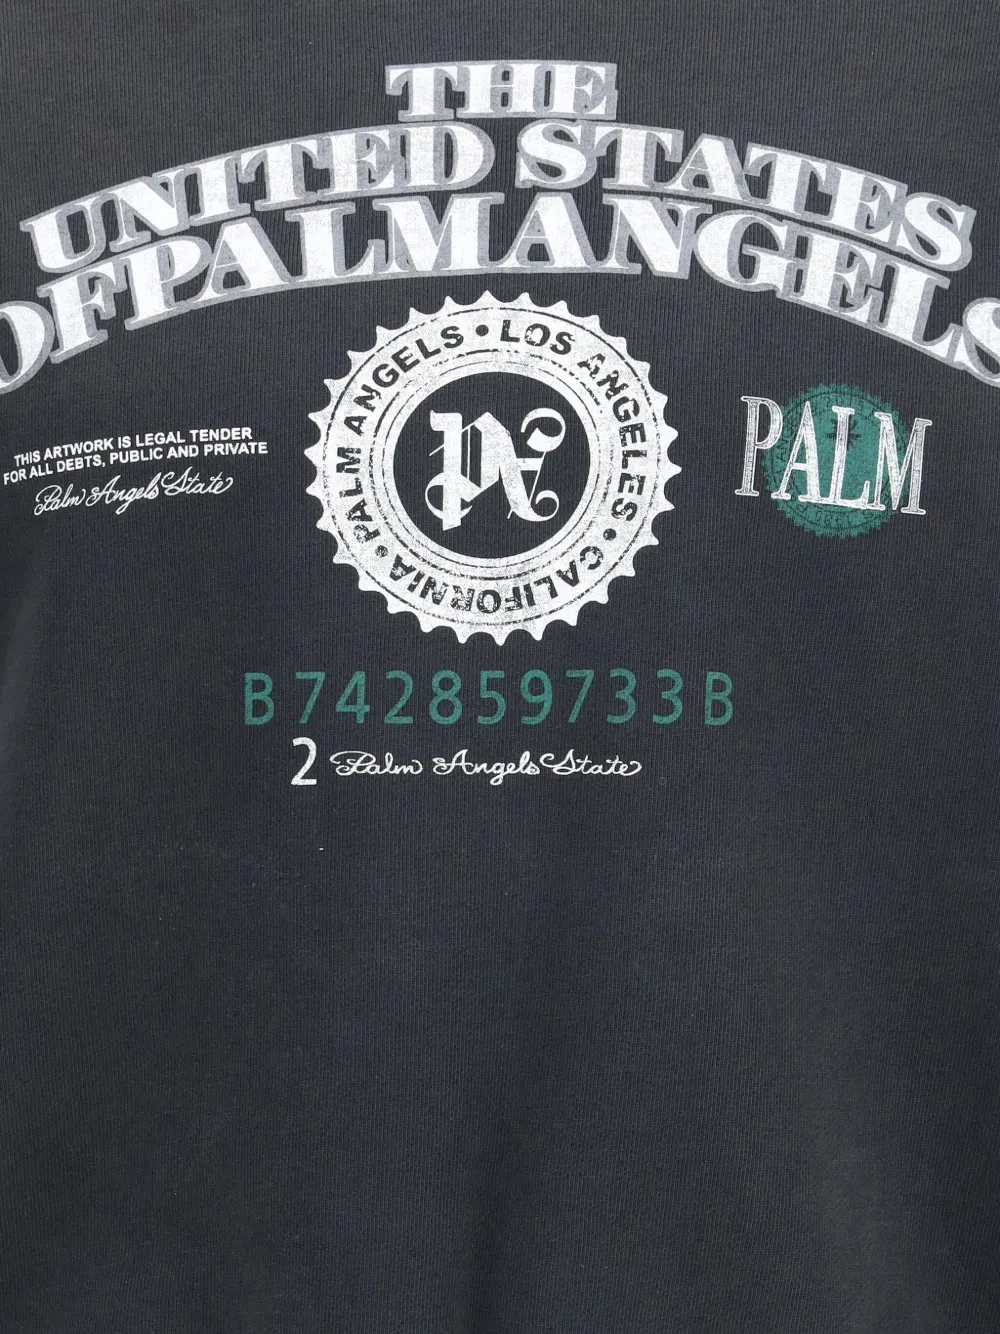 THE
UNITED STATES
OFPALMANGELS
PALM ANGELS • LOS ANGELES • CALIFORNIA •
PA
THIS ARTWORK IS LEGAL TENDER
FOR ALL DEBTS, PUBLIC AND PRIVATE
Palm Angels State
PALM
B742859733B
2 Palm Angels State